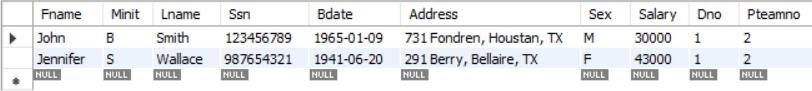 Fname Minit Lname Ssn Bdate Address Sex Salary Dno Pteamno
John B Smith 123456789 1965-01-09 731 Fondren, Houstan, TX M 30000 1 2
Jennifer S Wallace 987654321 1941-06-20 291 Berry, Bellaire, TX F 43000 1 2
NULL NULL NULL NULL NULL NULL NULL NULL NULL NULL